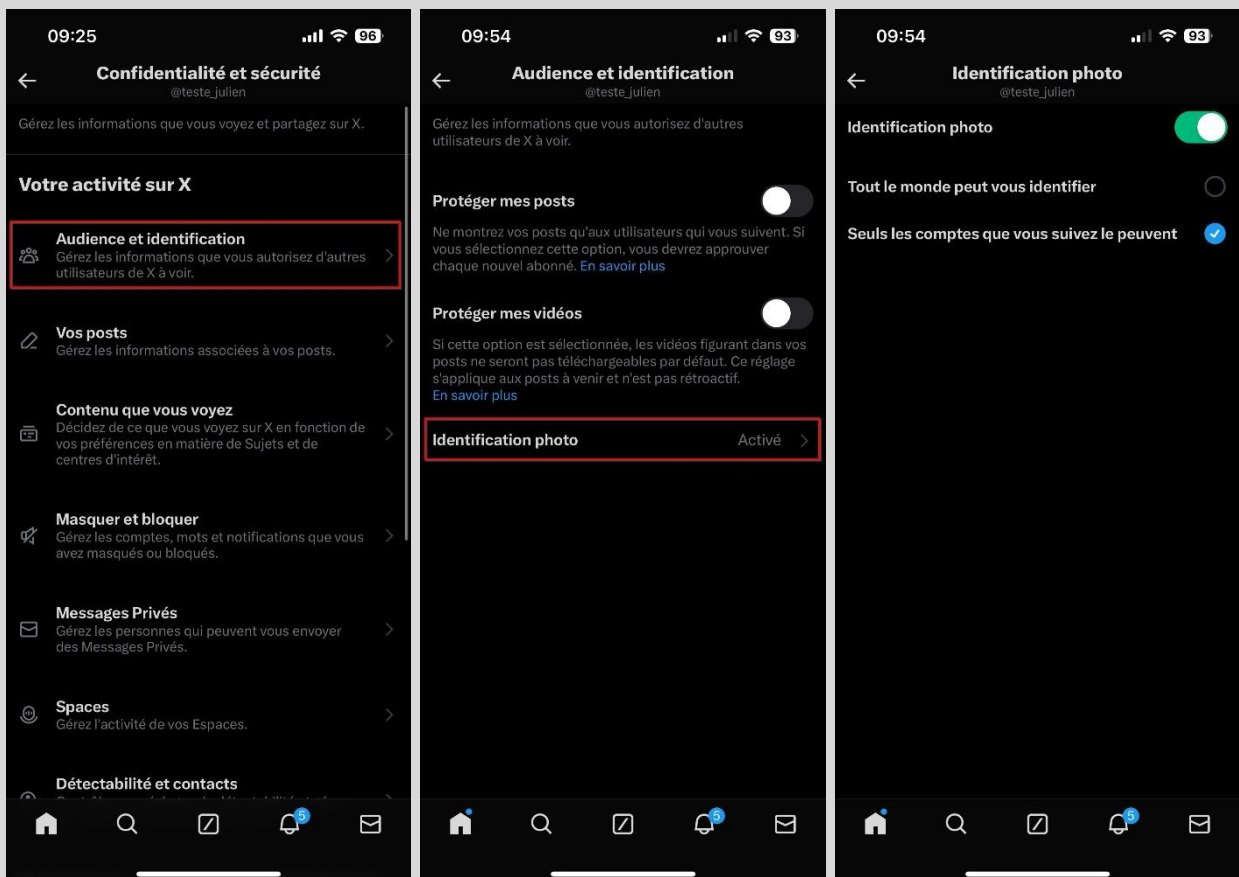 09:25
96
Confidentialité et sécurité
@teste_julien
Gérez les informations que vous voyez et partagez sur X.
Votre activité sur X
Audience et identification
Gérez les informations que vous autorisez d'autres
utilisateurs de X à voir.
Vos posts
Gérez les informations associées à vos posts.
Contenu que vous voyez
Décidez de ce que vous voyez sur X en fonction de
vos préférences en matière de Sujets et de
centres d'intérêt.
Masquer et bloquer
Gérez les comptes, mots et notifications que vous
avez masqués ou bloqués.
Messages Privés
Gérez les personnes qui peuvent vous envoyer
des Messages Privés.
Spaces
Gérez l'activité de vos Espaces.
Détectabilité et contacts
5
09:54
93
Audience et identification
@teste_julien
Gérez les informations que vous autorisez d'autres
utilisateurs de X à voir.
Protéger mes posts
Ne montrez vos posts qu'aux utilisateurs qui vous suivent. Si
vous sélectionnez cette option, vous devrez approuver
chaque nouvel abonné. En savoir plus
Protéger mes vidéos
Si cette option est sélectionnée, les vidéos figurant dans vos
posts ne seront pas téléchargeables par défaut. Ce réglage
s'applique aux posts à venir et n'est pas rétroactif.
En savoir plus
Identification photo Activé
5
09:54
93
Identification photo
@teste_julien
Identification photo
Tout le monde peut vous identifier
Seuls les comptes que vous suivez le peuvent
5